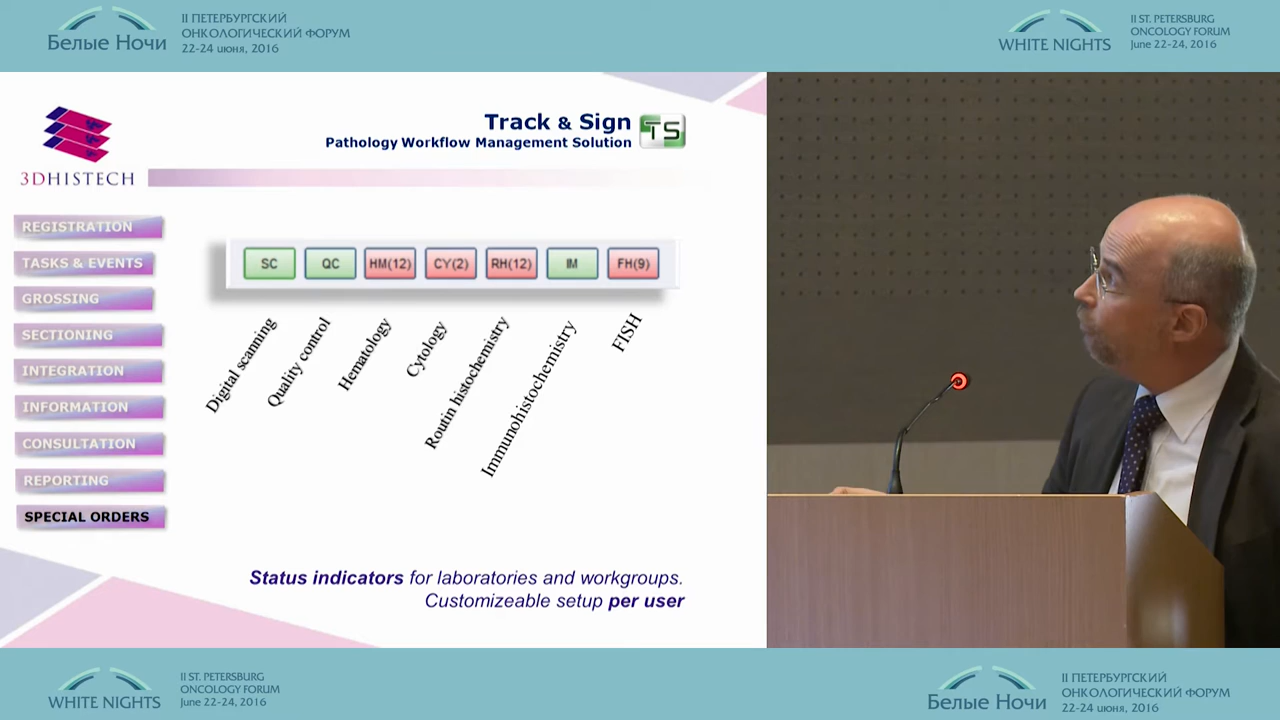 Белые Ночи
II ПЕТЕРБУРГСКИЙ
ОНКОЛОГИЧЕСКИЙ ФОРУМ
22-24 июня, 2016
WHITE NIGHTS
II ST. PETERSBURG
ONCOLOGY FORUM
June 22-24, 2016
3DHISTECH
Track & Sign
Pathology Workflow Management Solution
TS
REGISTRATION
TASKS & EVENTS
GROSSING
SECTIONING
INTEGRATION
INFORMATION
CONSULTATION
REPORTING
SPECIAL ORDERS
SC
QC
HM(12)
CY(2)
RH(12)
IM
FH(9)
Digital scanning
Quality control
Hematology
Cytology
Routin histochemistry
Immunohistochemistry
FISH
Status indicators for laboratories and workgroups.
Customizeable setup per user
WHITE NIGHTS
II ST. PETERSBURG
ONCOLOGY FORUM
June 22-24, 2016
Белые Ночи
II ПЕТЕРБУРГСКИЙ
ОНКОЛОГИЧЕСКИЙ ФОРУМ
22-24 июня, 2016